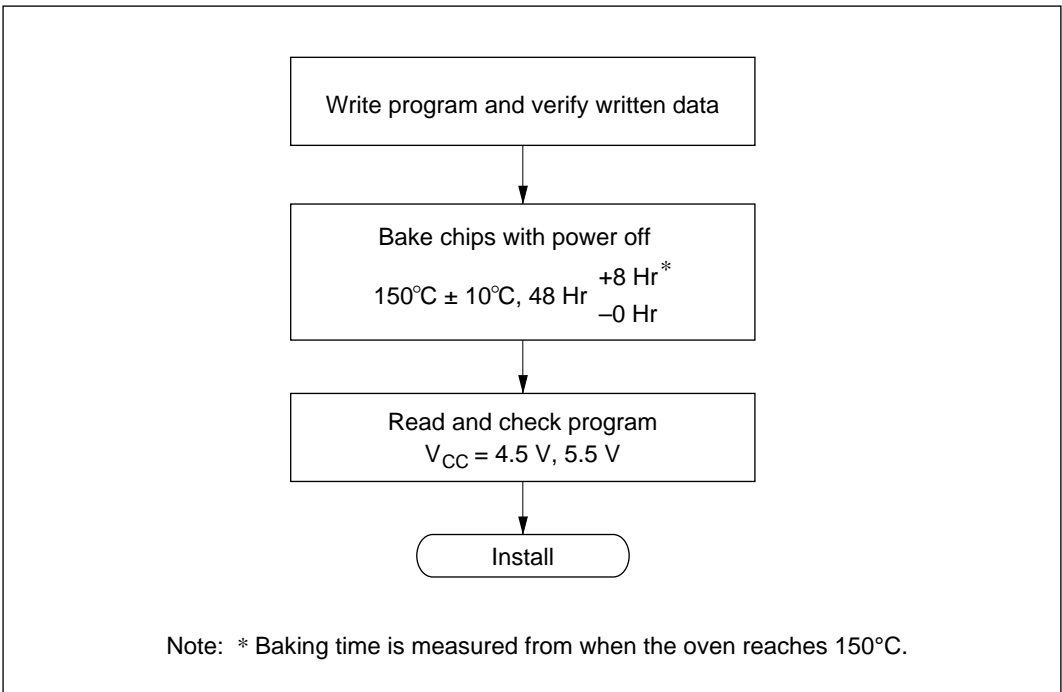 Write program and verify written data
Bake chips with power off
150°C ± 10°C, 48 Hr +8 Hr*
–0 Hr
Read and check program
VCC = 4.5 V, 5.5 V
Install
Note: * Baking time is measured from when the oven reaches 150°C.